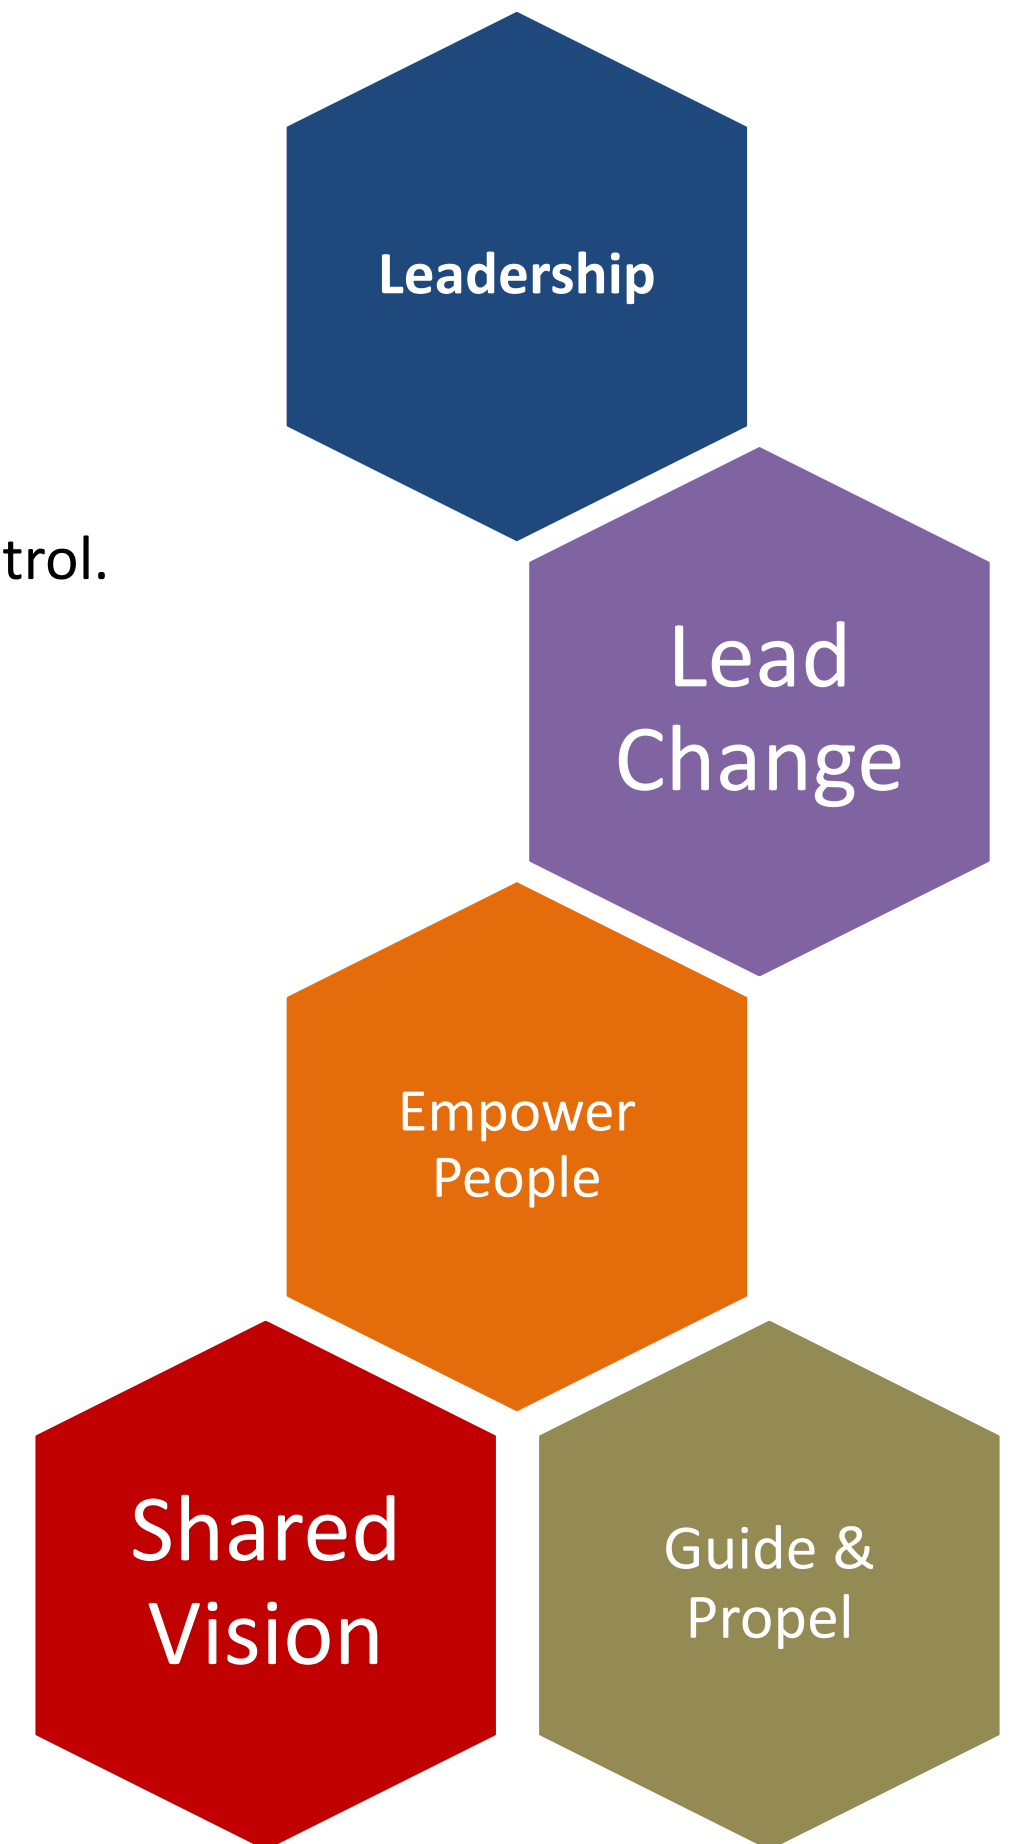 Leadership
trol.
Lead
Change
Empower
People
Shared
Vision
Guide &
Propel